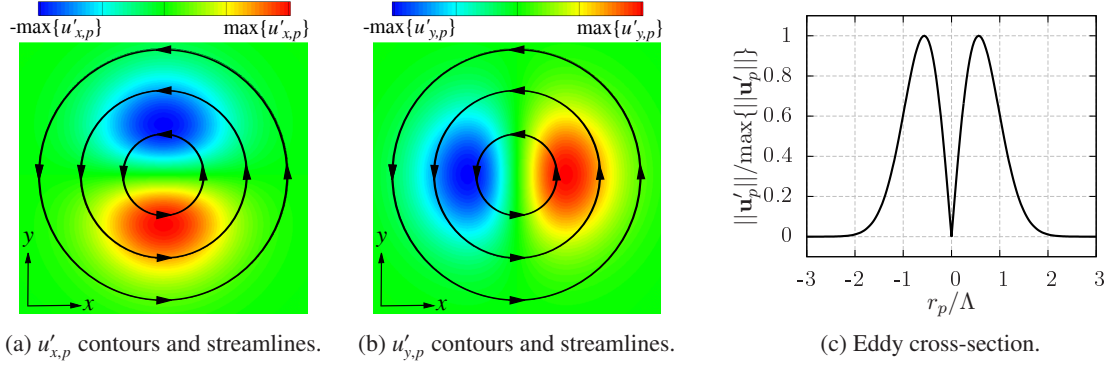 -max{u′x,p} max{u′x,p}
y
x
(a) u′x,p contours and streamlines.
-max{u′y,p} max{u′y,p}
y
x
(b) u′y,p contours and streamlines.
||u′p||/max{||u′p||}
1
0.8
0.6
0.4
0.2
0
-3 -2 -1 0 1 2 3
rp/Λ
(c) Eddy cross-section.